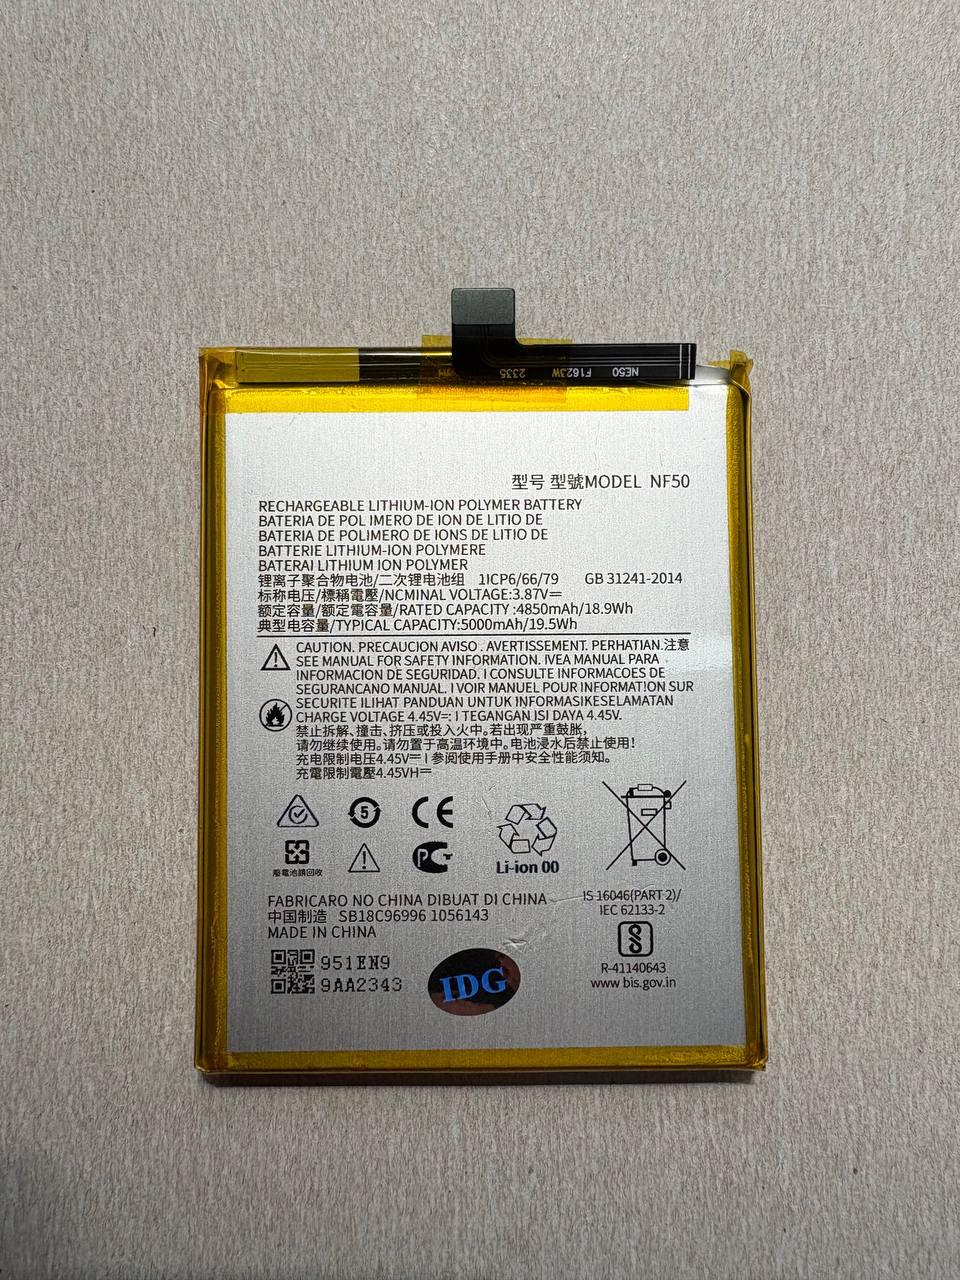 NE50 F1623W 2335
型号 型號MODEL NF50
RECHARGEABLE LITHIUM-ION POLYMER BATTERY
BATERIA DE POL IMERO DE ION DE LITIO DE
BATERIA DE POLIMERO DE IONS DE LITIO DE
BATTERIE LITHIUM-ION POLYMERE
BATERAI LITHIUM ION POLYMER
锂离子聚合物电池/二次锂电池组 1ICP6/66/79 GB 31241-2014
标称电压/標稱電壓/NCMINAL VOLTAGE:3.87V⎓
额定容量/額定電容量/RATED CAPACITY :4850mAh/18.9Wh
典型电容量/TYPICAL CAPACITY:5000mAh/19.5Wh
CAUTION. PRECAUCION AVISO . AVERTISSEMENT. PERHATIAN.注意
SEE MANUAL FOR SAFETY INFORMATION. IVEA MANUAL PARA
INFORMACION DE SEGURIDAD. I CONSULTE INFORMACOES DE
SEGURANCANO MANUAL. I VOIR MANUEL POUR INFORMAT!ON SUR
SECURITE ILIHAT PANDUAN UNTUK INFORMASIKESELAMATAN
CHARGE VOLTAGE 4.45V⎓: I TEGANGAN ISI DAYA 4.45V.
禁止拆解、撞击、挤压或投入火中。若出现严重鼓胀,
请勿继续使用。请勿置于高温环境中。电池浸水后禁止使用!
充电限制电压4.45V⎓ I 参阅使用手册中安全性能须知。
充電限制電壓4.45VH⎓
5 CE
廢電池請回收 PC Li-ion 00
FABRICARO NO CHINA DIBUAT DI CHINA
中国制造 SB18C96996 1056143
MADE IN CHINA
IS 16046(PART 2)/
IEC 62133-2
R-41140643
www bis.gov.in
951EN9
9AA2343
IDG